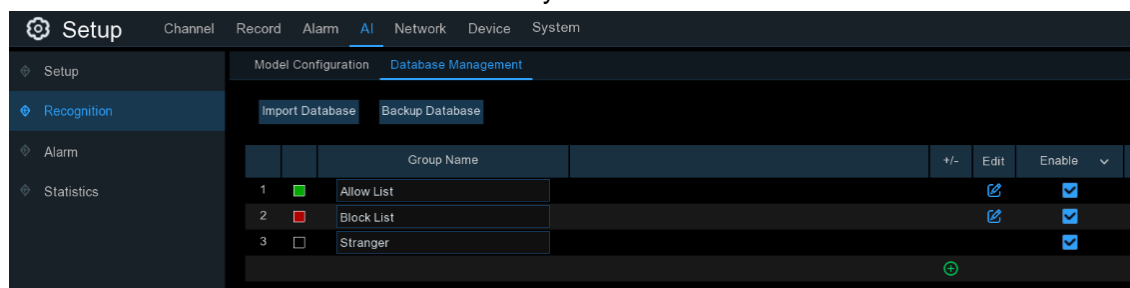 Setup Channel Record Alarm AI Network Device System
Setup
Recognition
Alarm
Statistics
Model Configuration Database Management
Import Database Backup Database
Group Name +/- Edit Enable
1 Allow List
2 Block List
3 Stranger